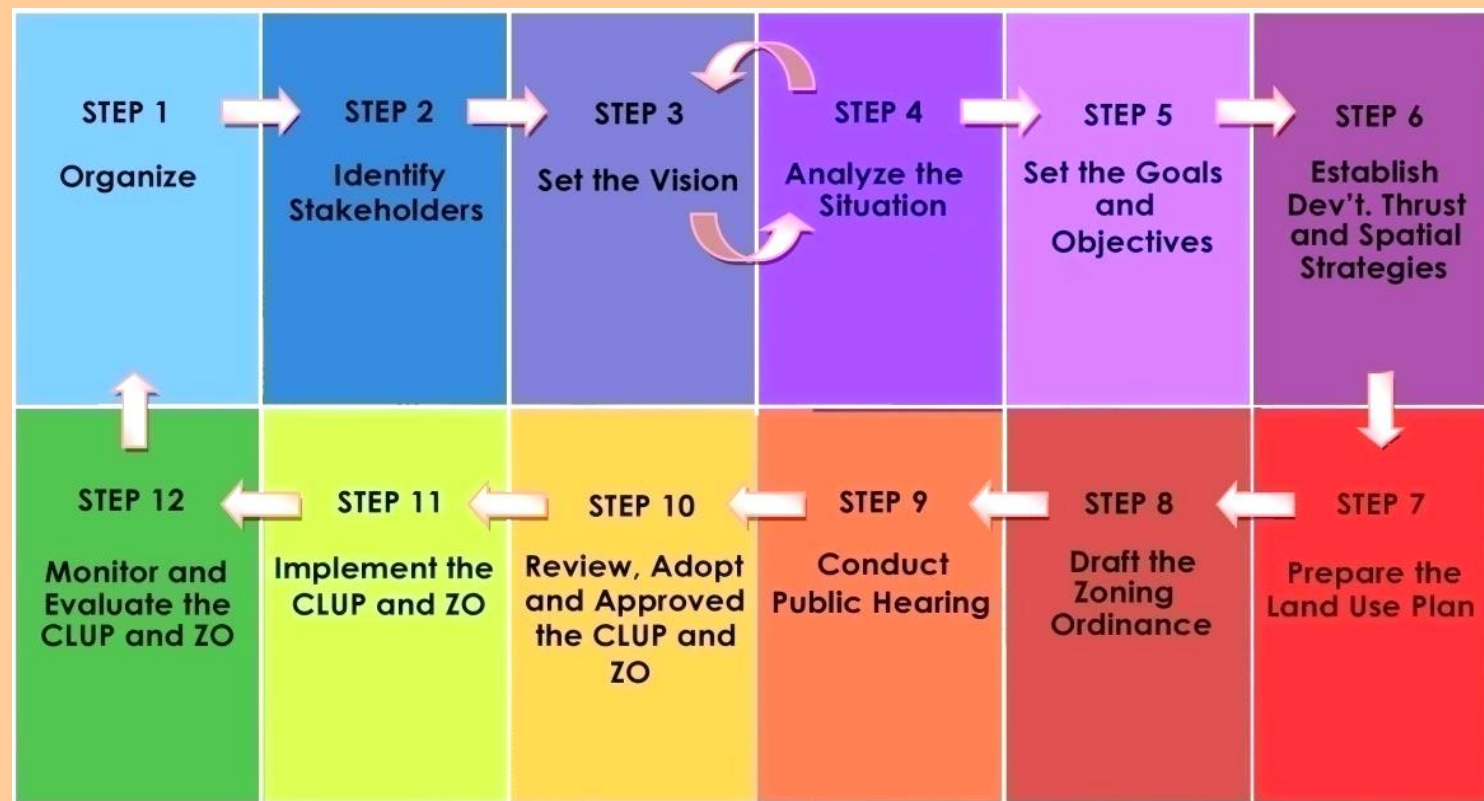 STEP 1
Organize
STEP 2
Identify
Stakeholders
STEP 3
Set the Vision
STEP 4
Analyze the
Situation
STEP 5
Set the Goals
and
Objectives
STEP 6
Establish
Dev't. Thrust
and Spatial
Strategies
STEP 7
Prepare the
Land Use Plan
STEP 8
Draft the
Zoning
Ordinance
STEP 9
Conduct
Public Hearing
STEP 10
Review, Adopt
and Approved
the CLUP and
ZO
STEP 11
Implement the
CLUP and ZO
STEP 12
Monitor and
Evaluate the
CLUP and ZO